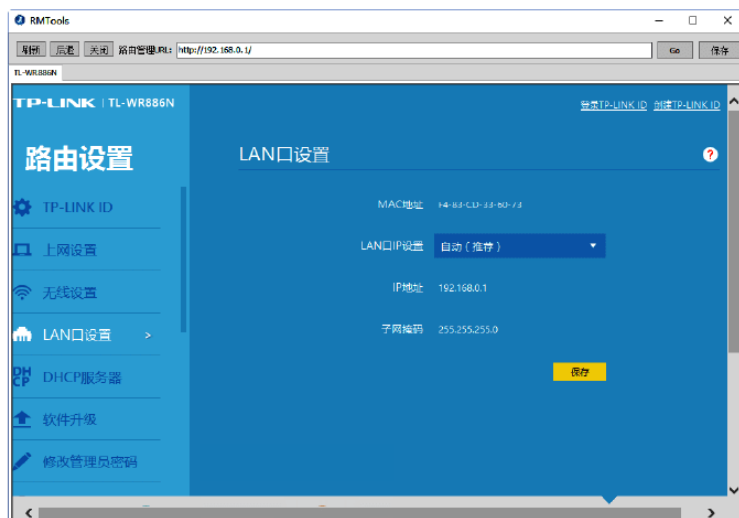 RMTools
刷新 后退 关闭 路由管理URL: http://192.168.0.1/ Go 保存
TL-WR886N
TP-LINK | TL-WR886N 登录TP-LINK ID 创建TP-LINK ID
路由设置
LAN口设置 ?
TP-LINK ID
上网设置
无线设置
LAN口设置 >
DHCP DHCP服务器
软件升级
修改管理员密码
MAC地址
LAN口IP设置 自动(推荐)
IP地址 192.168.0.1
子网掩码 255.255.255.0
保存